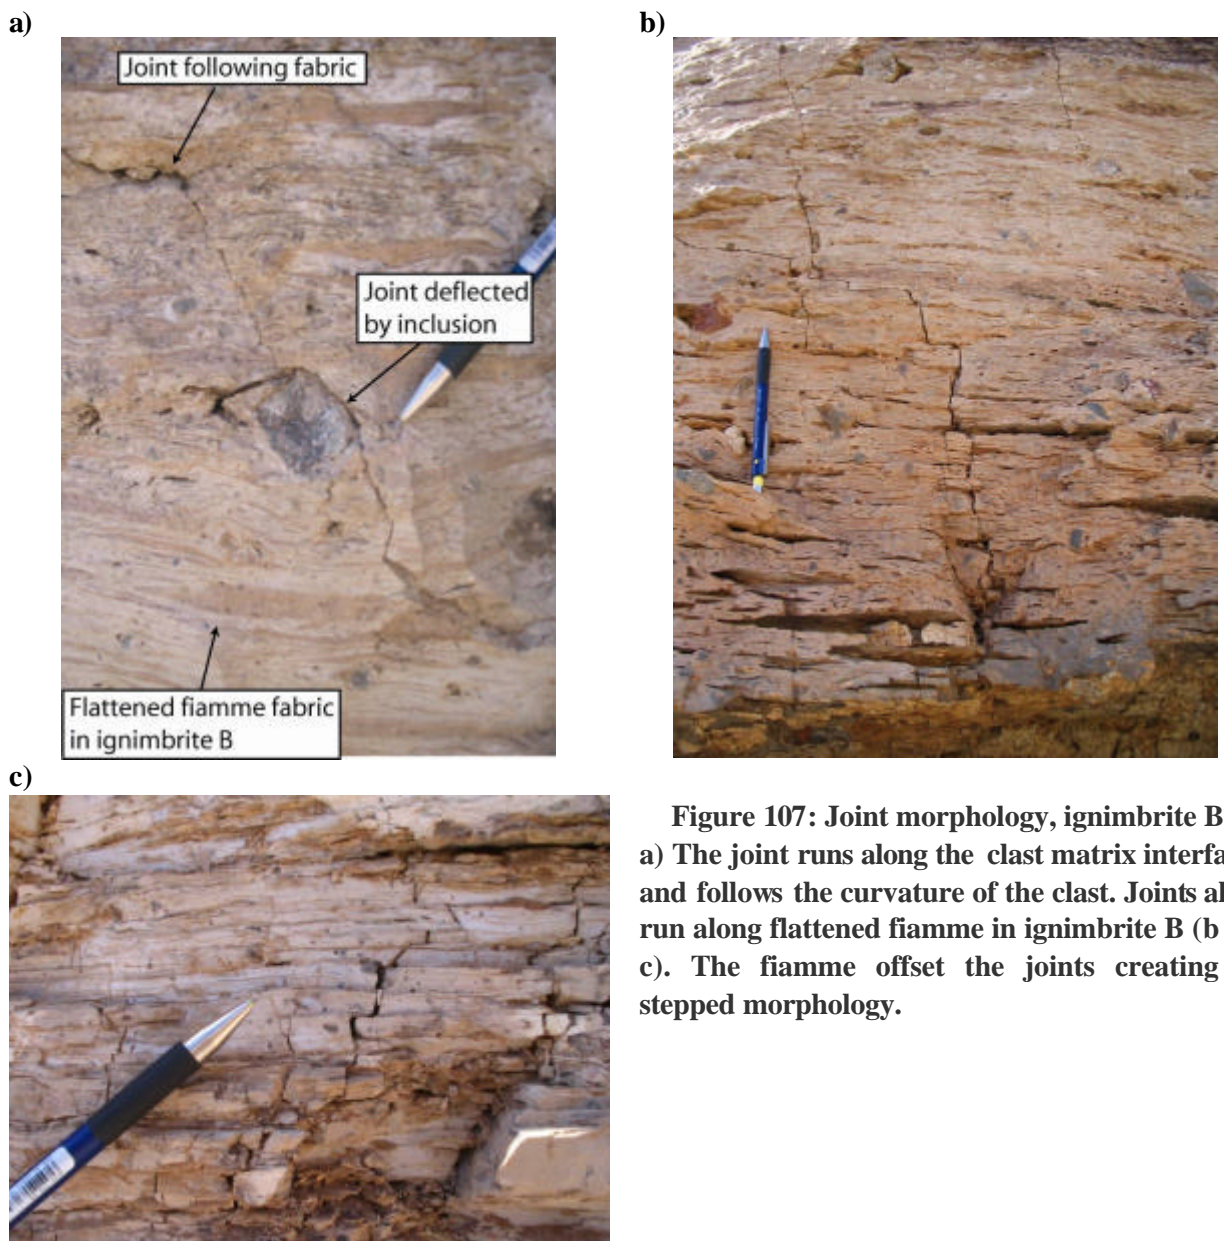 a)
b)
Joint following fabric
Joint deflected
by inclusion
Flattened fiamme fabric
in ignimbrite B
c)
Figure 107: Joint morphology, ignimbrite B
a) The joint runs along the clast matrix interfa
and follows the curvature of the clast. Joints al
run along flattened fiamme in ignimbrite B (b
c). The fiamme offset the joints creating
stepped morphology.